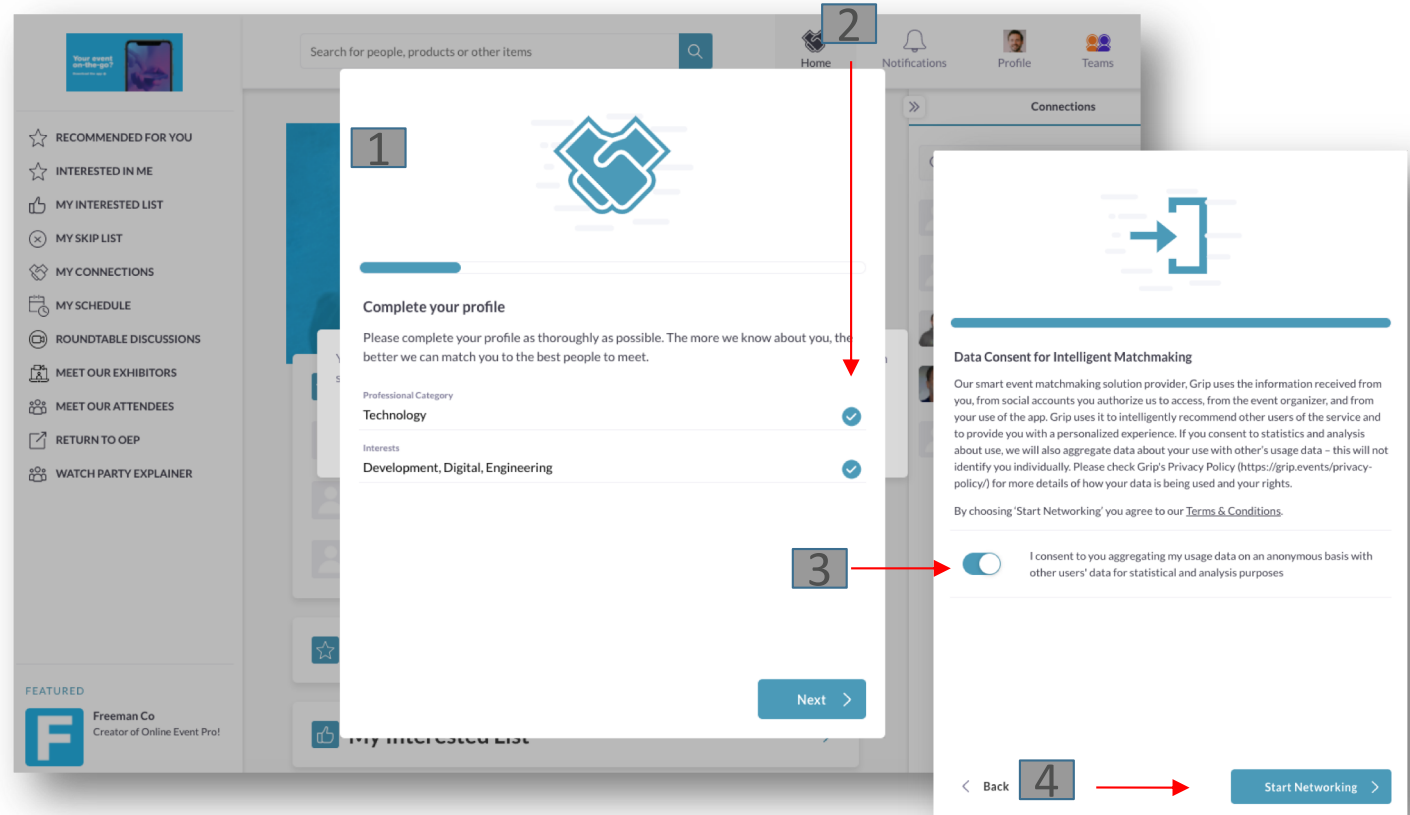 2
Your event
on-the-go?
Search for people, products or other items
Home
Notifications
Profile
Teams
Connections
RECOMMENDED FOR YOU
INTERESTED IN ME
MY INTERESTED LIST
MY SKIP LIST
MY CONNECTIONS
MY SCHEDULE
ROUNDTABLE DISCUSSIONS
MEET OUR EXHIBITORS
MEET OUR ATTENDEES
RETURN TO OEP
WATCH PARTY EXPLAINER
FEATURED
F
Freeman Co
Creator of Online Event Pro!
1
Complete your profile
Please complete your profile as thoroughly as possible. The more we know about you, the
better we can match you to the best people to meet.
Professional Category
Technology
Interests
Development, Digital, Engineering
3
Next
My Interested List
Data Consent for Intelligent Matchmaking
Our smart event matchmaking solution provider, Grip uses the information received from
you, from social accounts you authorize us to access, from the event organizer, and from
your use of the app. Grip uses it to intelligently recommend other users of the service and
to provide you with a personalized experience. If you consent to statistics and analysis
about use, we will also aggregate data about your use with other's usage data – this will not
identify you individually. Please check Grip's Privacy Policy (https://grip.events/privacy-
policy/) for more details of how your data is being used and your rights.
By choosing 'Start Networking' you agree to our Terms & Conditions.
I consent to you aggregating my usage data on an anonymous basis with
other users' data for statistical and analysis purposes
Back
4
Start Networking